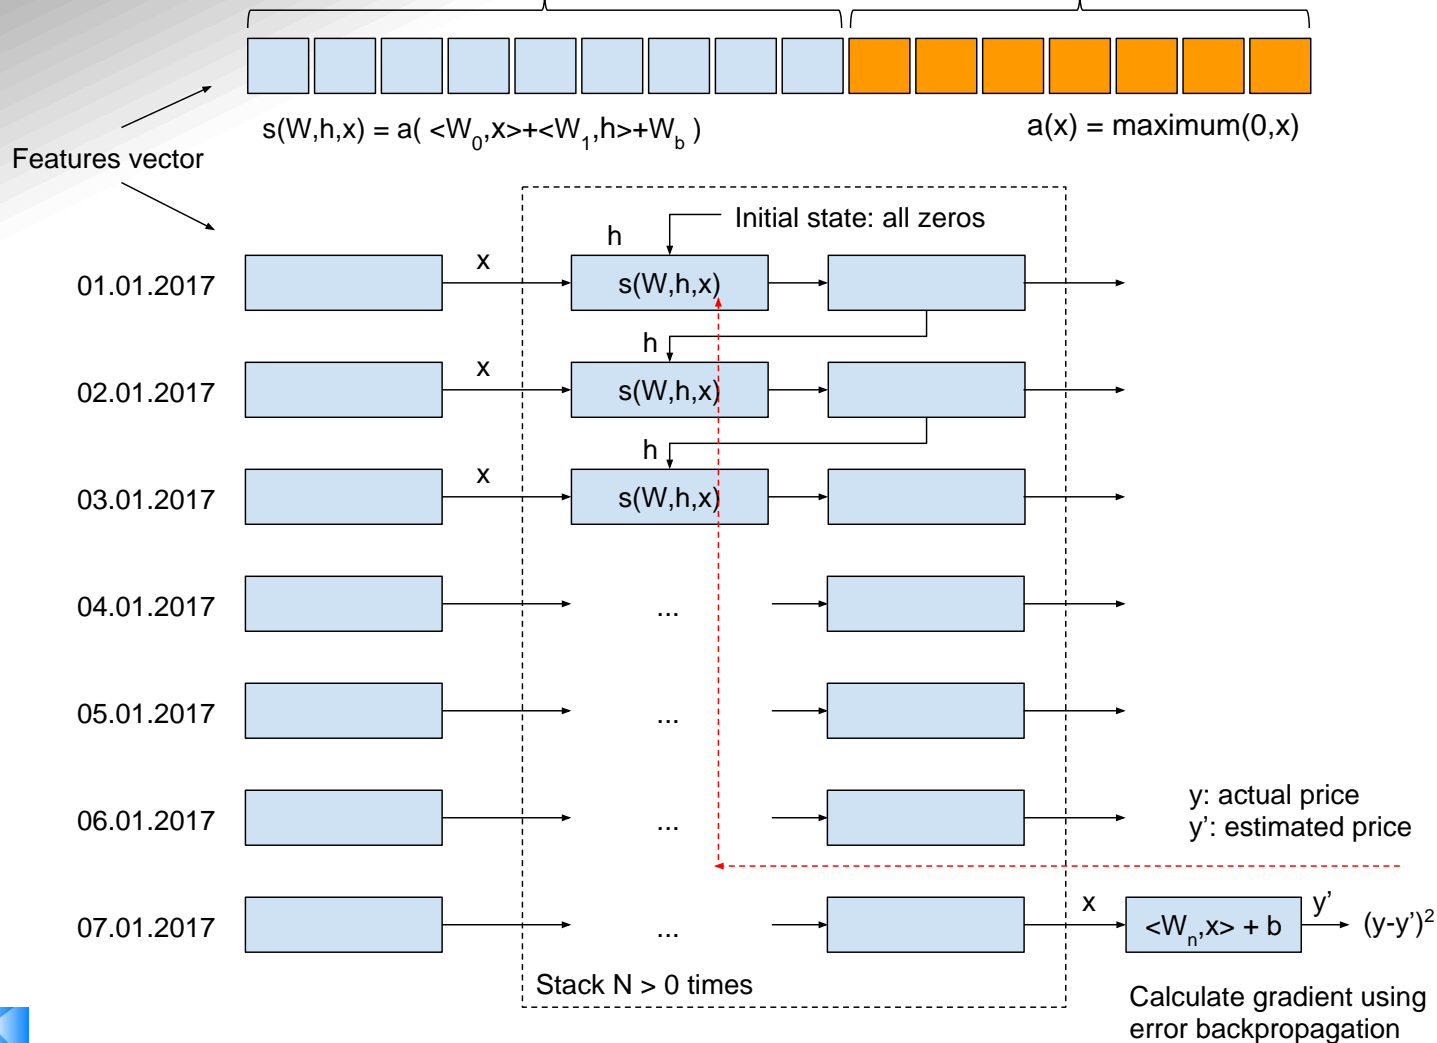 s(W,h,x) = a( <W₀,x>+<W₁,h>+W_b )
a(x) = maximum(0,x)
Features vector
Initial state: all zeros
h
01.01.2017
x
s(W,h,x)
h
02.01.2017
x
s(W,h,x)
h
03.01.2017
x
s(W,h,x)
04.01.2017
...
05.01.2017
...
06.01.2017
...
y: actual price
y’: estimated price
07.01.2017
...
x
<Wₙ,x> + b
y’
(y-y’)²
Stack N > 0 times
Calculate gradient using
error backpropagation